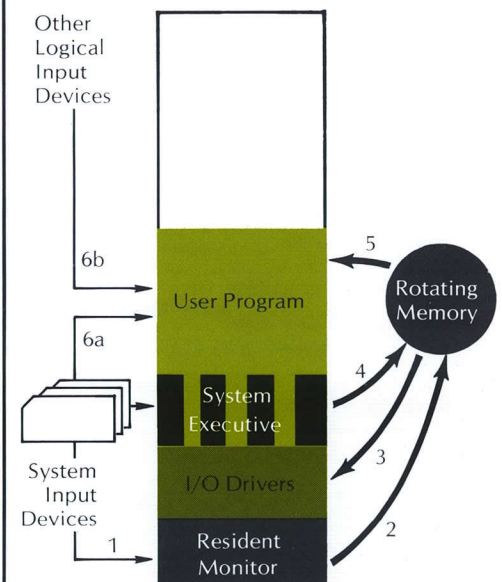 Other
Logical
Input
Devices
6b
6a
System
Input
Devices
1
User Program
System
Executive
I/O Drivers
Resident
Monitor
5
Rotating
Memory
4
3
2